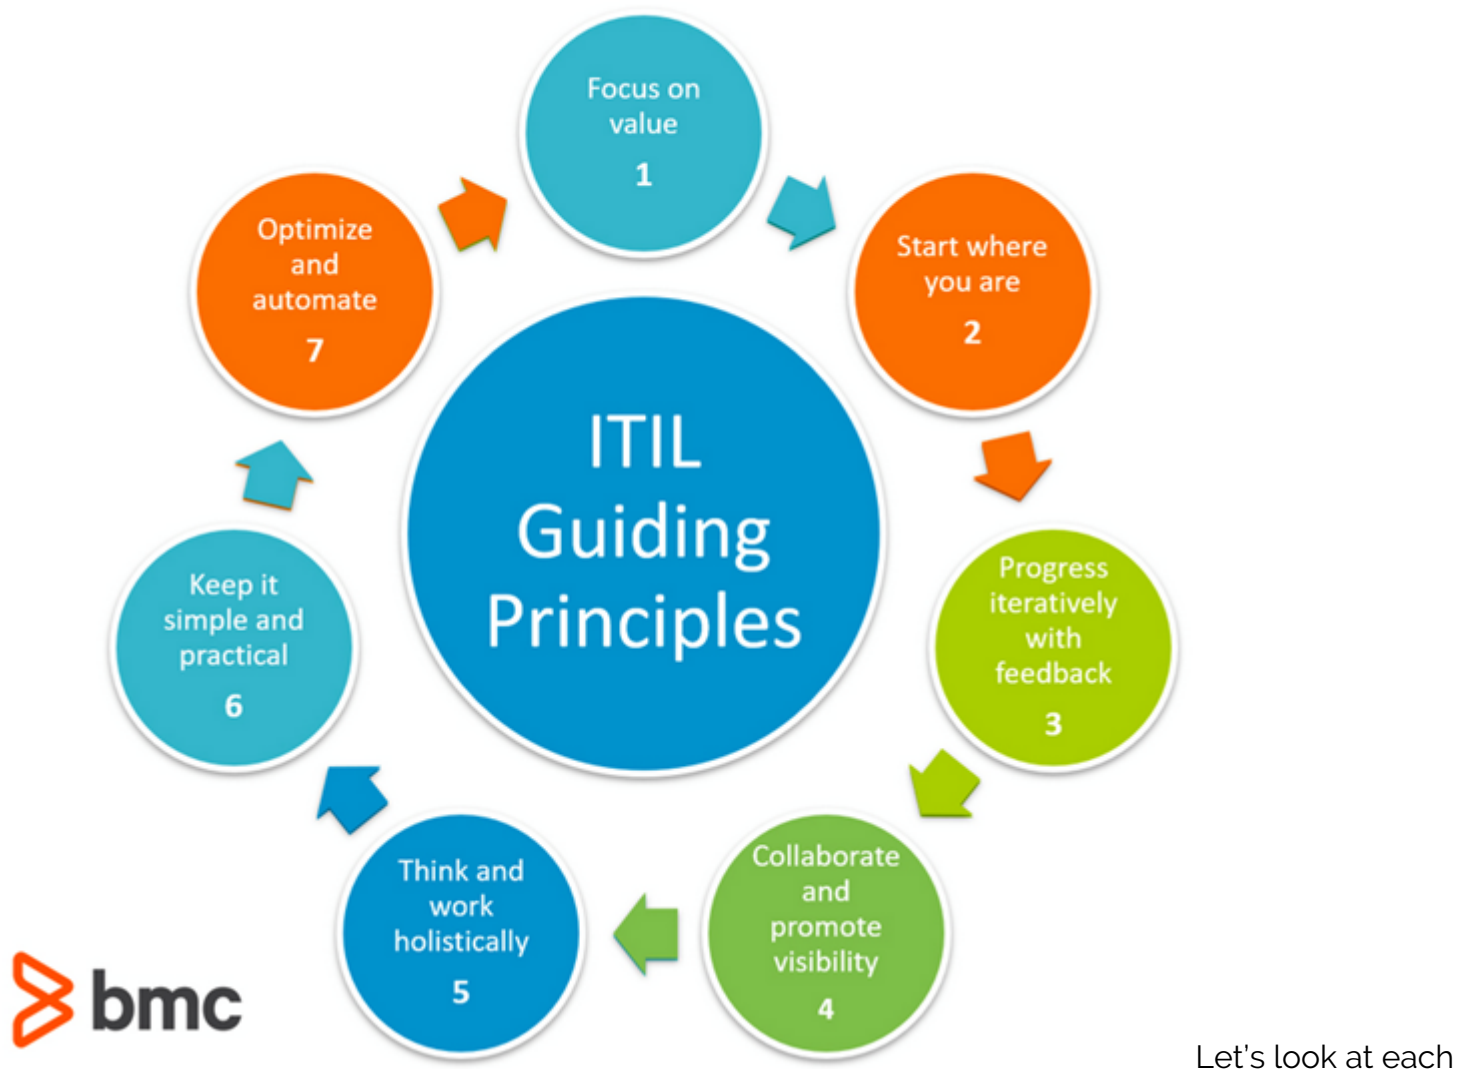 Focus on
value
1
Start where
you are
2
Progress
iteratively
with
feedback
3
Collaborate
and
promote
visibility
4
Think and
work
holistically
5
Keep it
simple and
practical
6
Optimize
and
automate
7
ITIL
Guiding
Principles
bmc
Let’s look at each